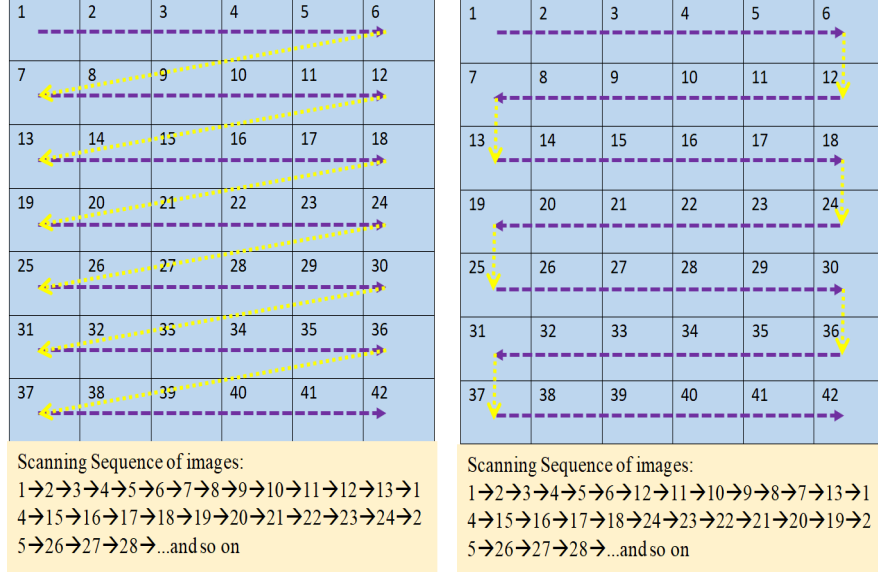 1 2 3 4 5 6
7 8 9 10 11 12
13 14 15 16 17 18
19 20 21 22 23 24
25 26 27 28 29 30
31 32 33 34 35 36
37 38 39 40 41 42
Scanning Sequence of images:
1→2→3→4→5→6→7→8→9→10→11→12→13→1
4→15→16→17→18→19→20→21→22→23→24→2
5→26→27→28→...and so on
1 2 3 4 5 6
7 8 9 10 11 12
13 14 15 16 17 18
19 20 21 22 23 24
25 26 27 28 29 30
31 32 33 34 35 36
37 38 39 40 41 42
Scanning Sequence of images:
1→2→3→4→5→6→12→11→10→9→8→7→13→1
4→15→16→17→18→24→23→22→21→20→19→2
5→26→27→28→...and so on